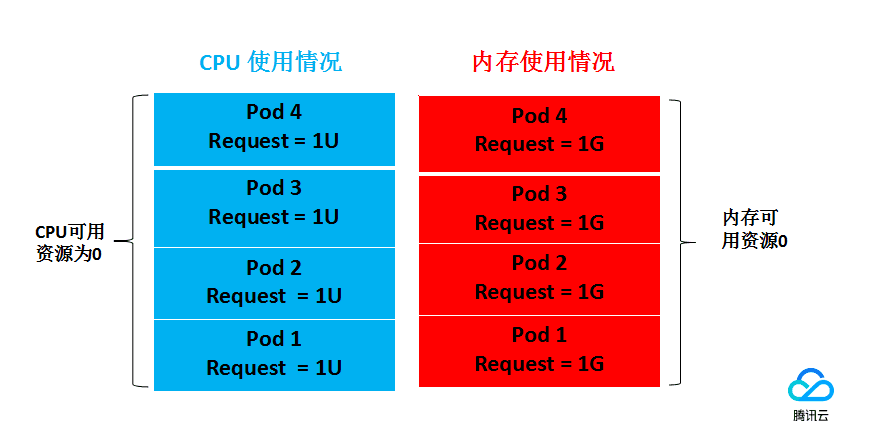 CPU 使用情况
内存使用情况
Pod 4
Request = 1U
Pod 3
Request = 1U
Pod 2
Request = 1U
Pod 1
Request = 1U
CPU可用
资源为0
Pod 4
Request = 1G
Pod 3
Request = 1G
Pod 2
Request = 1G
Pod 1
Request = 1G
内存可
用资源0
腾讯云